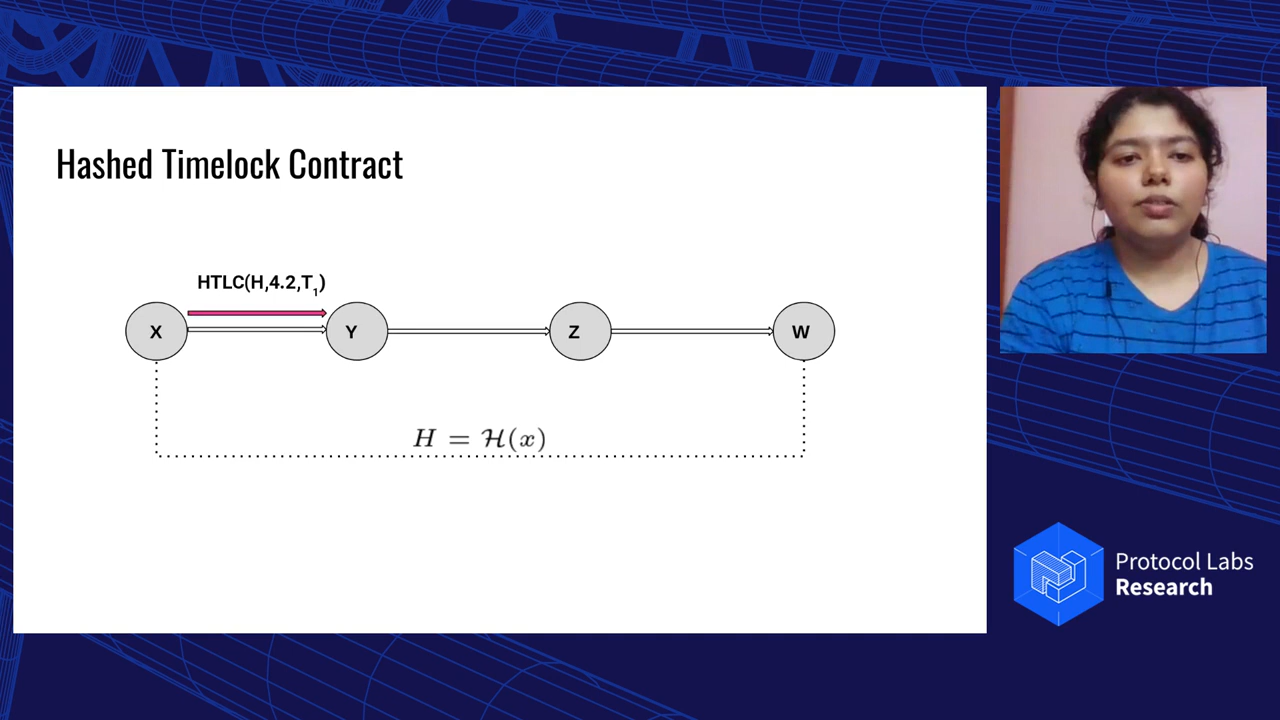 Hashed Timelock Contract
HTLC(H,4.2,T₁)
X
Y
Z
W
H = ℋ(x)
Protocol Labs
Research